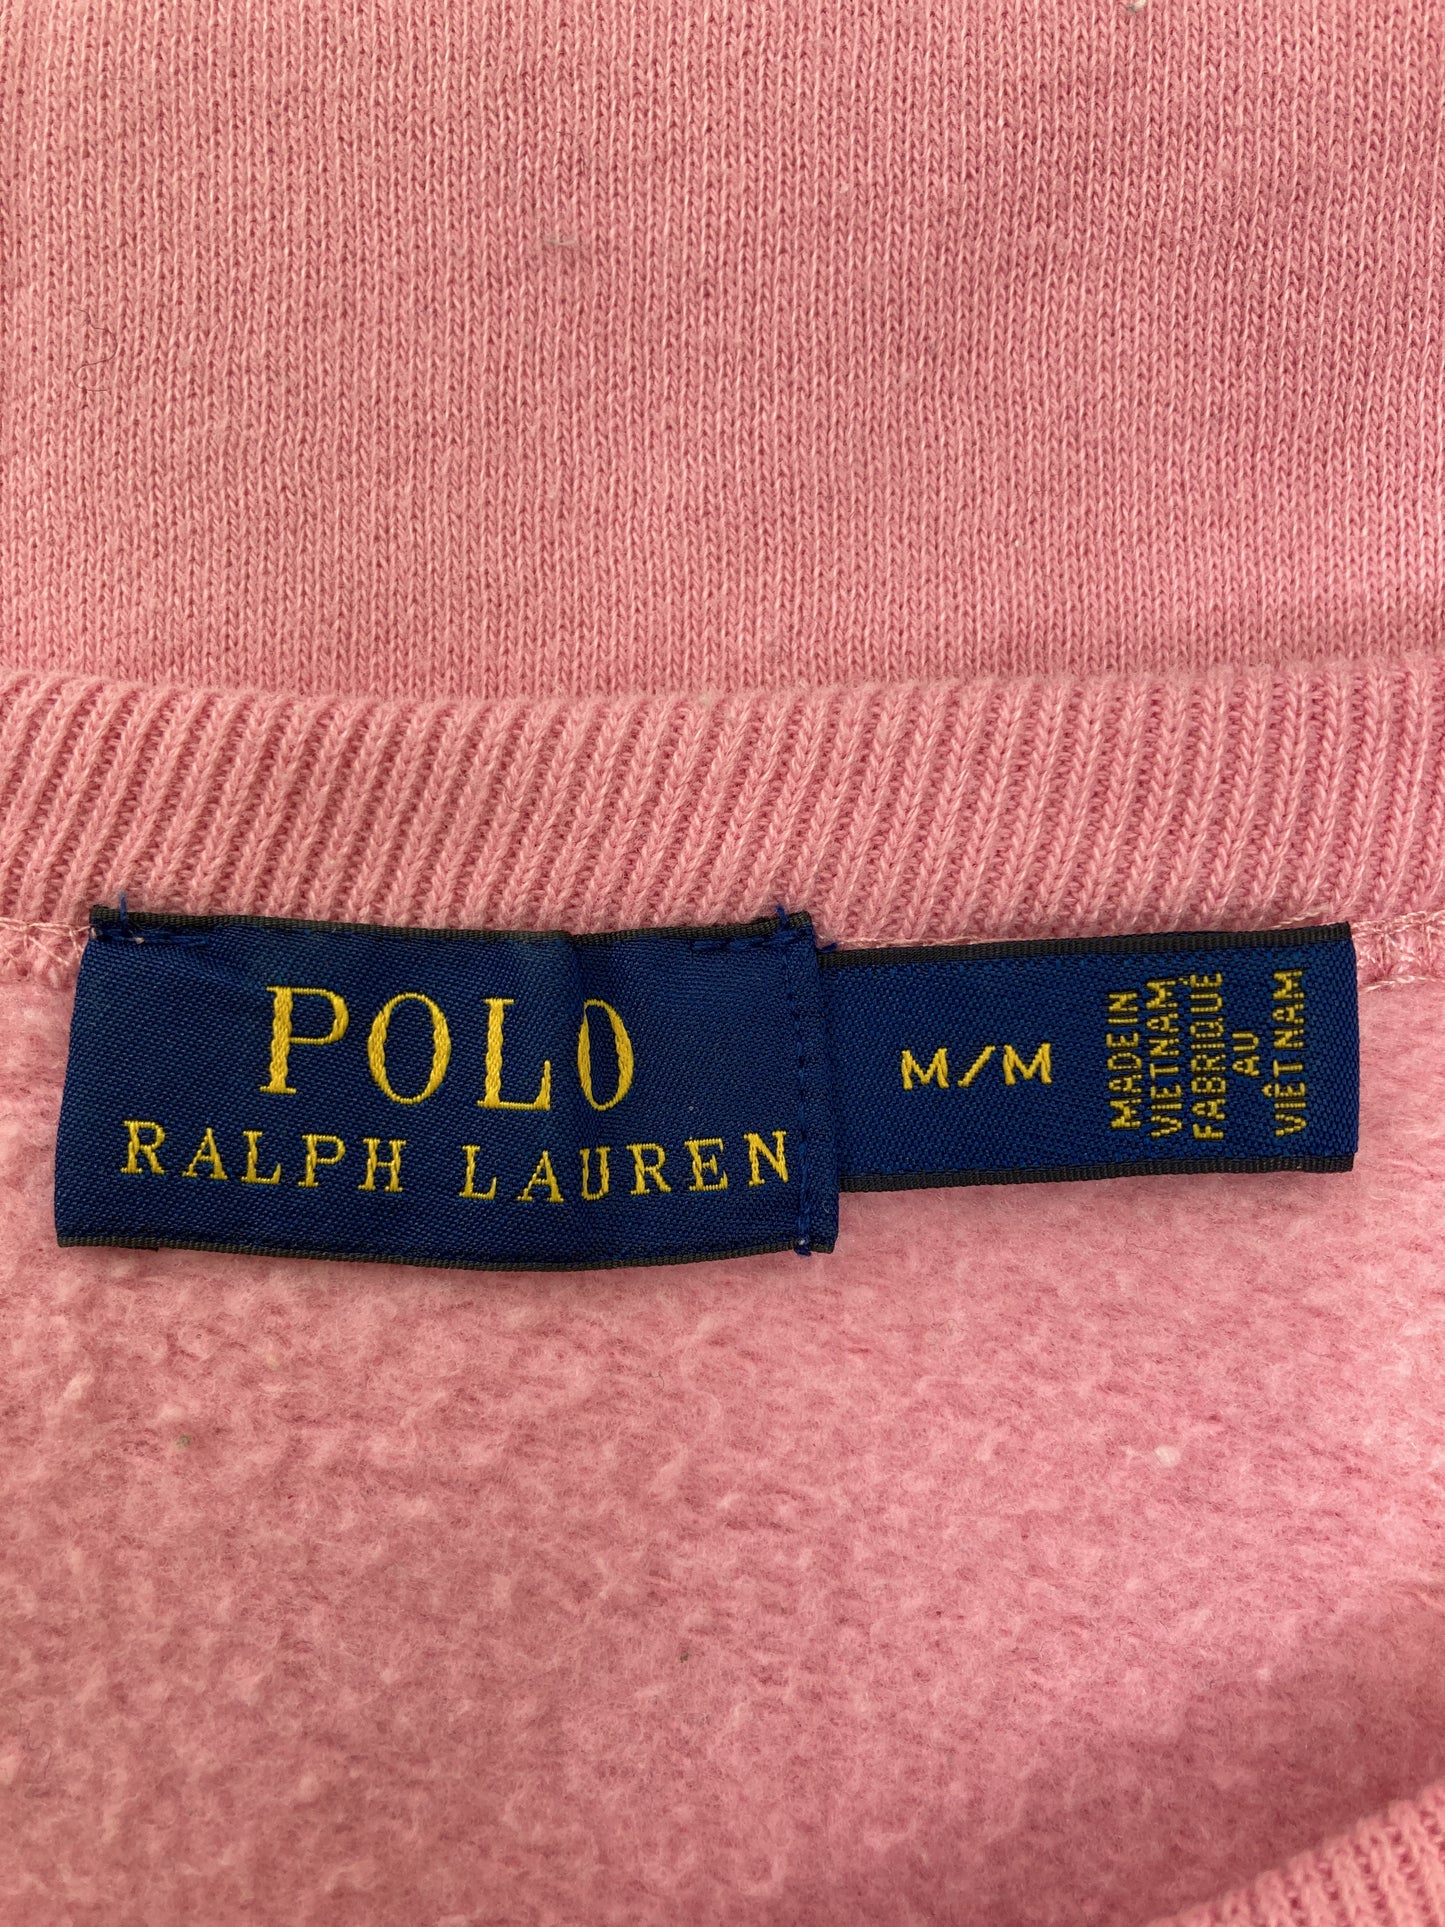 POLO
RALPH LAUREN
M/M
MADE IN
VIETNAM
FABRIQUÉ
AU
VIÊTNAM